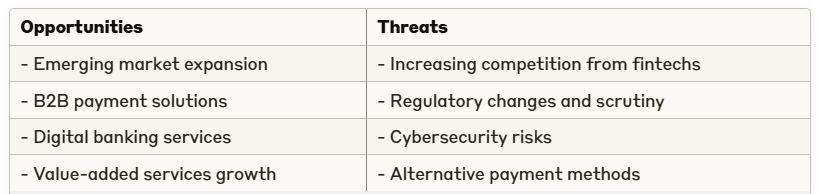 Opportunities Threats
- Emerging market expansion - Increasing competition from fintechs
- B2B payment solutions - Regulatory changes and scrutiny
- Digital banking services - Cybersecurity risks
- Value-added services growth - Alternative payment methods